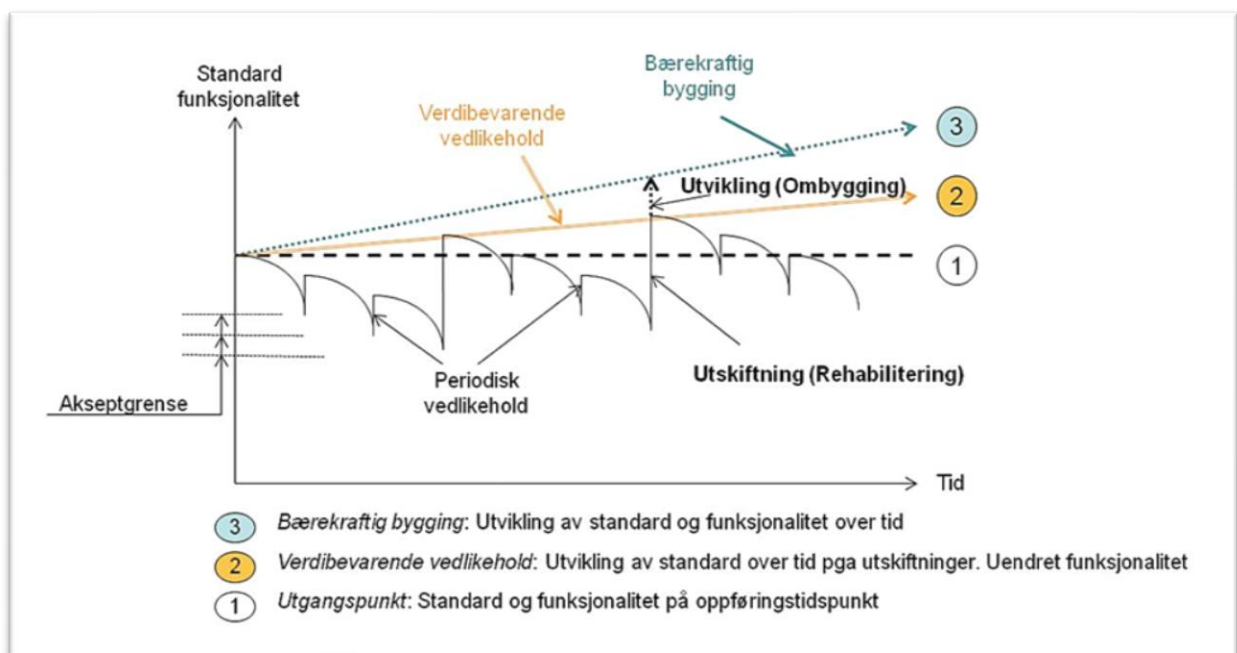 Standard
funksjonalitet
Bærekraftig
bygging
Verdibevarende
vedlikehold
3
Utvikling (Ombygging)
2
1
Periodisk
vedlikehold
Utskiftning (Rehabilitering)
Akseptgrense
Tid
3 Bærekraftig bygging: Utvikling av standard og funksjonalitet over tid
2 Verdibevarende vedlikehold: Utvikling av standard over tid pga utskiftninger. Uendret funksjonalitet
1 Utgangspunkt: Standard og funksjonalitet på oppføringstidspunkt